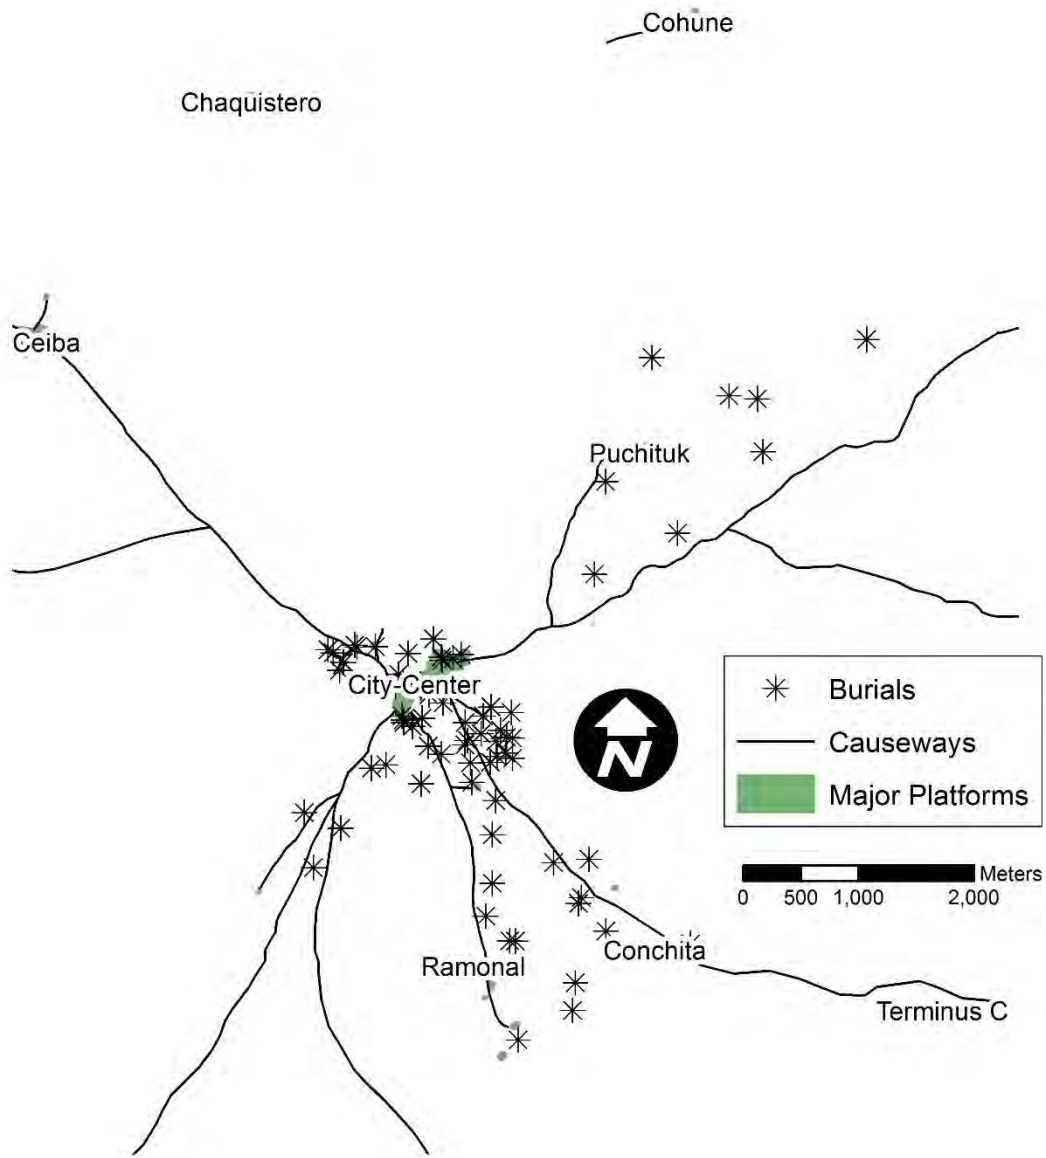 Cohune
Chaquistero
Ceiba
Puchituk
City-Center
N
Burials
Causeways
Major Platforms
Meters
0 500 1,000 2,000
Ramonal
Conchita
Terminus C